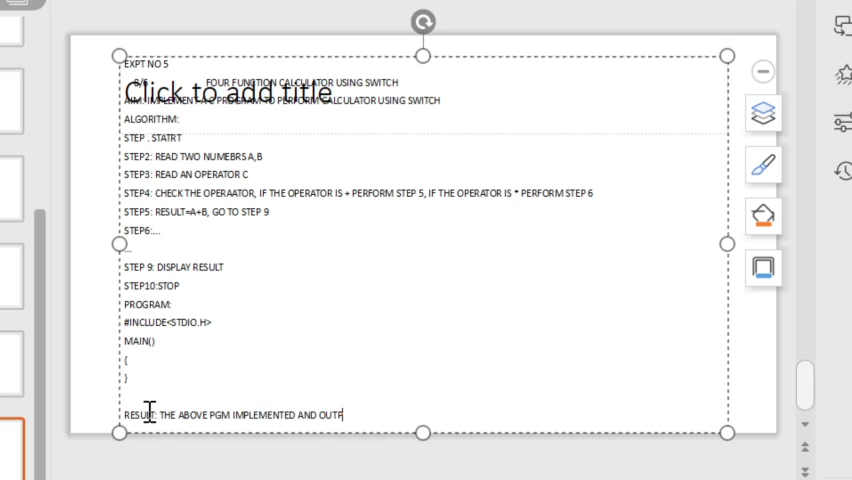 EXPT NO 5
8/6 FOUR FUNCTION CALCULATOR USING SWITCH
Click to add title
AIM: IMPLEMENT A C PROGRAM TO PERFORM CALCULATOR USING SWITCH
ALGORITHM:
STEP . STATRT
STEP2: READ TWO NUMEBRS A,B
STEP3: READ AN OPERATOR C
STEP4: CHECK THE OPERAATOR, IF THE OPERATOR IS + PERFORM STEP 5, IF THE OPERATOR IS * PERFORM STEP 6
STEP5: RESULT=A+B, GO TO STEP 9
STEP6:...
...
STEP 9: DISPLAY RESULT
STEP10:STOP
PROGRAM:
#INCLUDE<STDIO.H>
MAIN()
{
}
RESULT: THE ABOVE PGM IMPLEMENTED AND OUTP